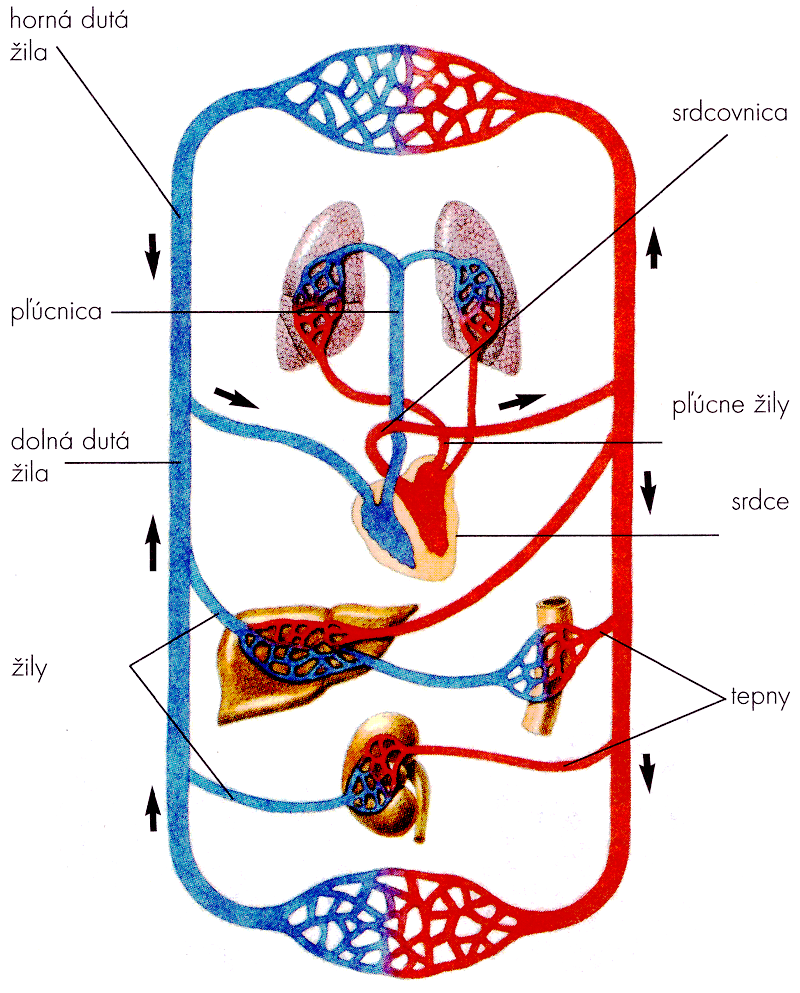 horná dutá
žila
srdcovnica
pľúcnica
pľúcne žily
dolná dutá
žila
srdce
žily
tepny